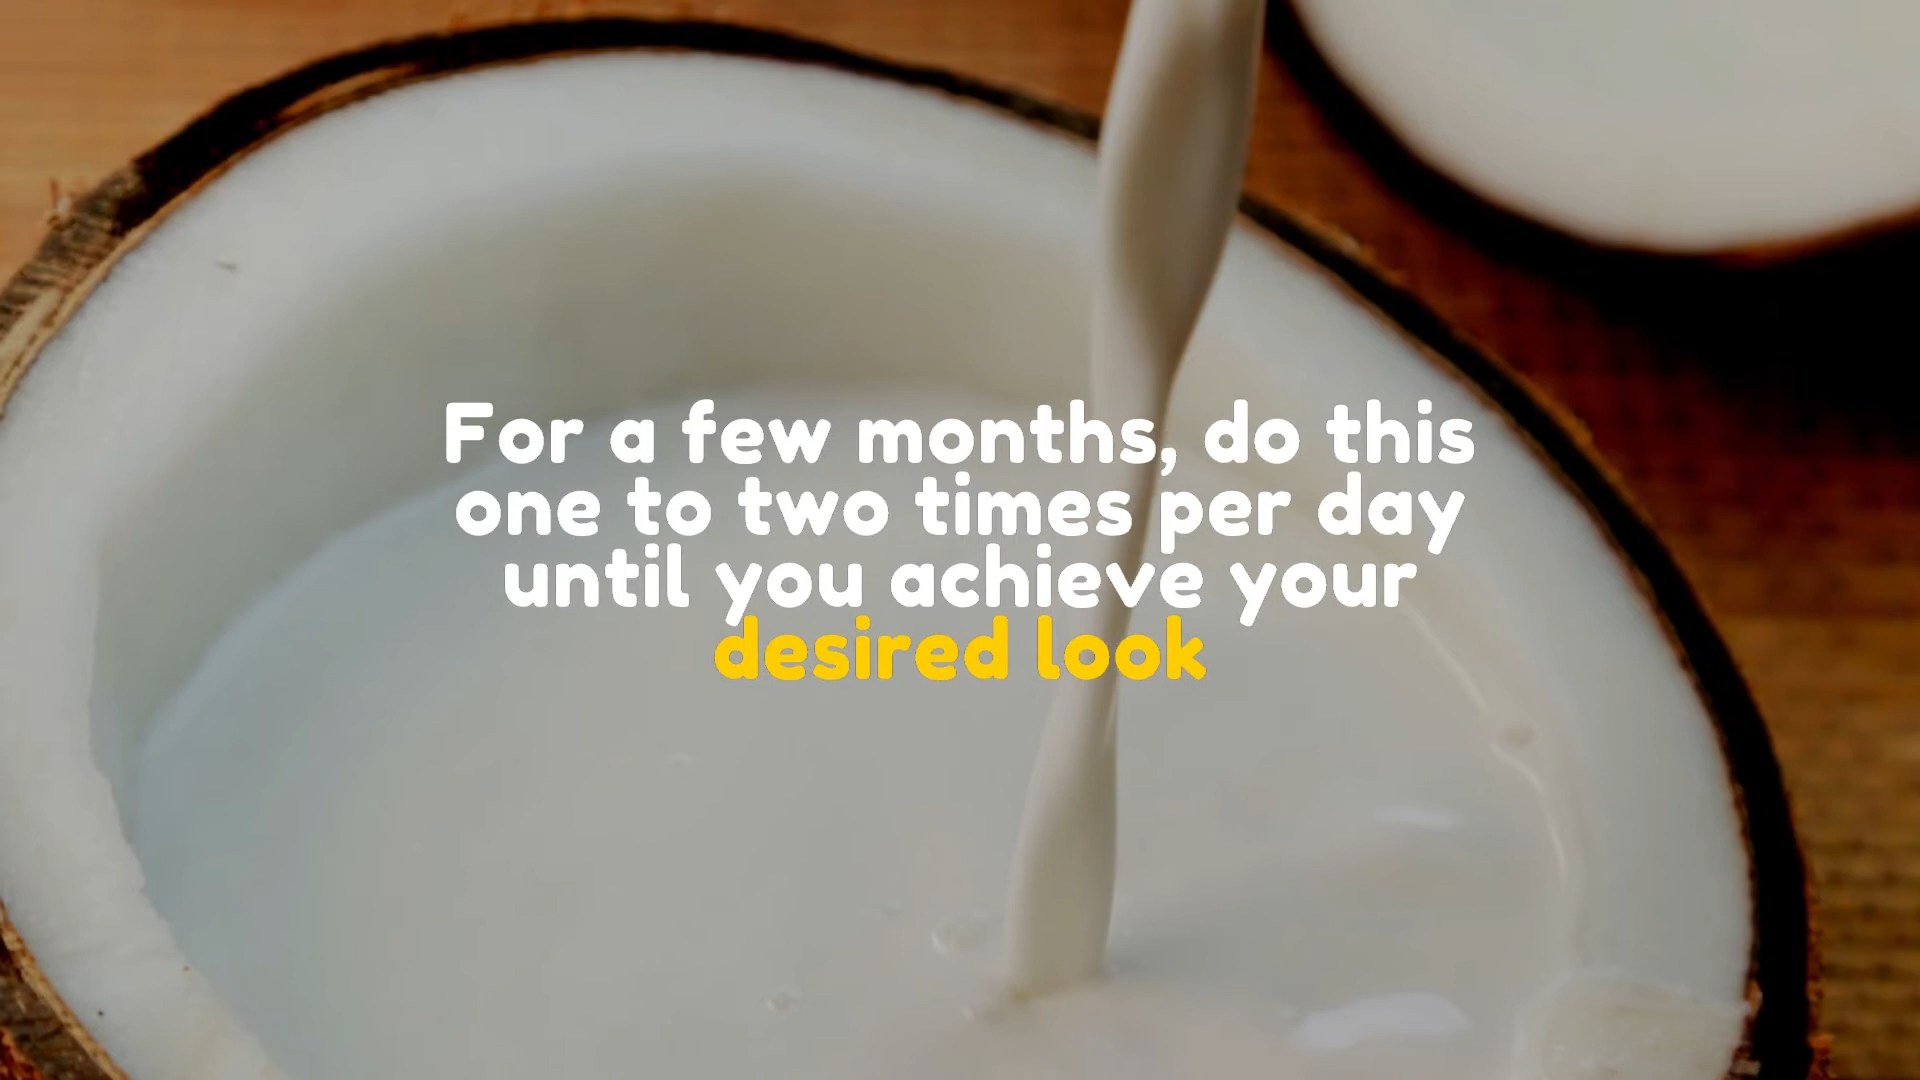 For a few months, do this
one to two times per day
until you achieve your
desired look